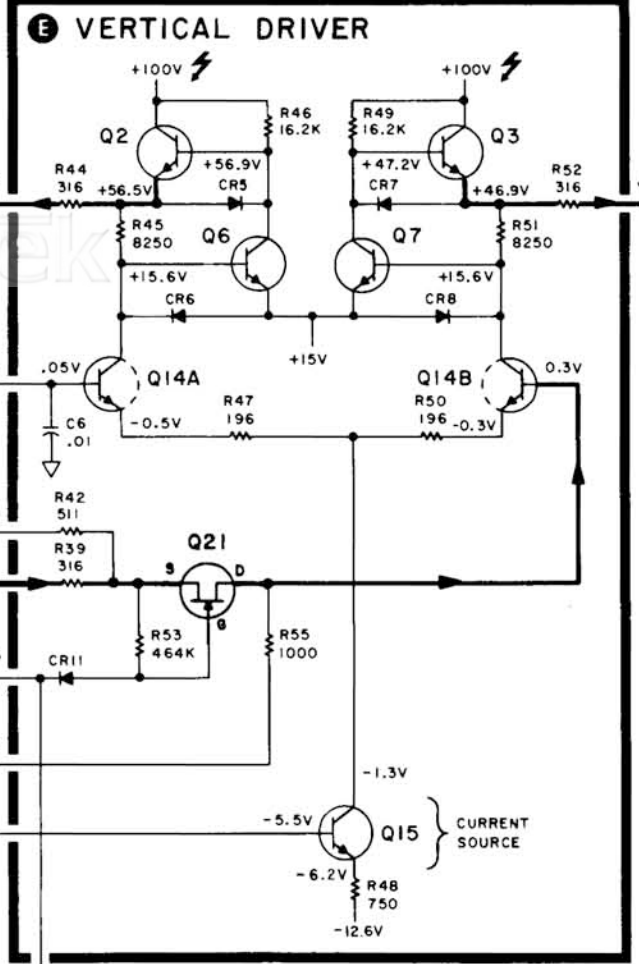 E VERTICAL DRIVER
+100V
+100V
R46
16.2K
R49
16.2K
Q2
Q3
R44
316
+56.9V
+47.2V
R52
316
+56.5V
CR5
CR7
+46.9V
R45
8250
Q6
Q7
R51
8250
ek
+15.6V
+15.6V
CR6
CR8
+15V
.05V
Q14A
Q14B
0.3V
R47
196
R50
196
C6
.01
-0.5V
-0.3V
R42
511
R39
316
Q21
S
D
G
R53
464K
R55
1000
CR11
-1.3V
-5.5V
Q15
CURRENT
SOURCE
-6.2V
R48
750
-12.6V